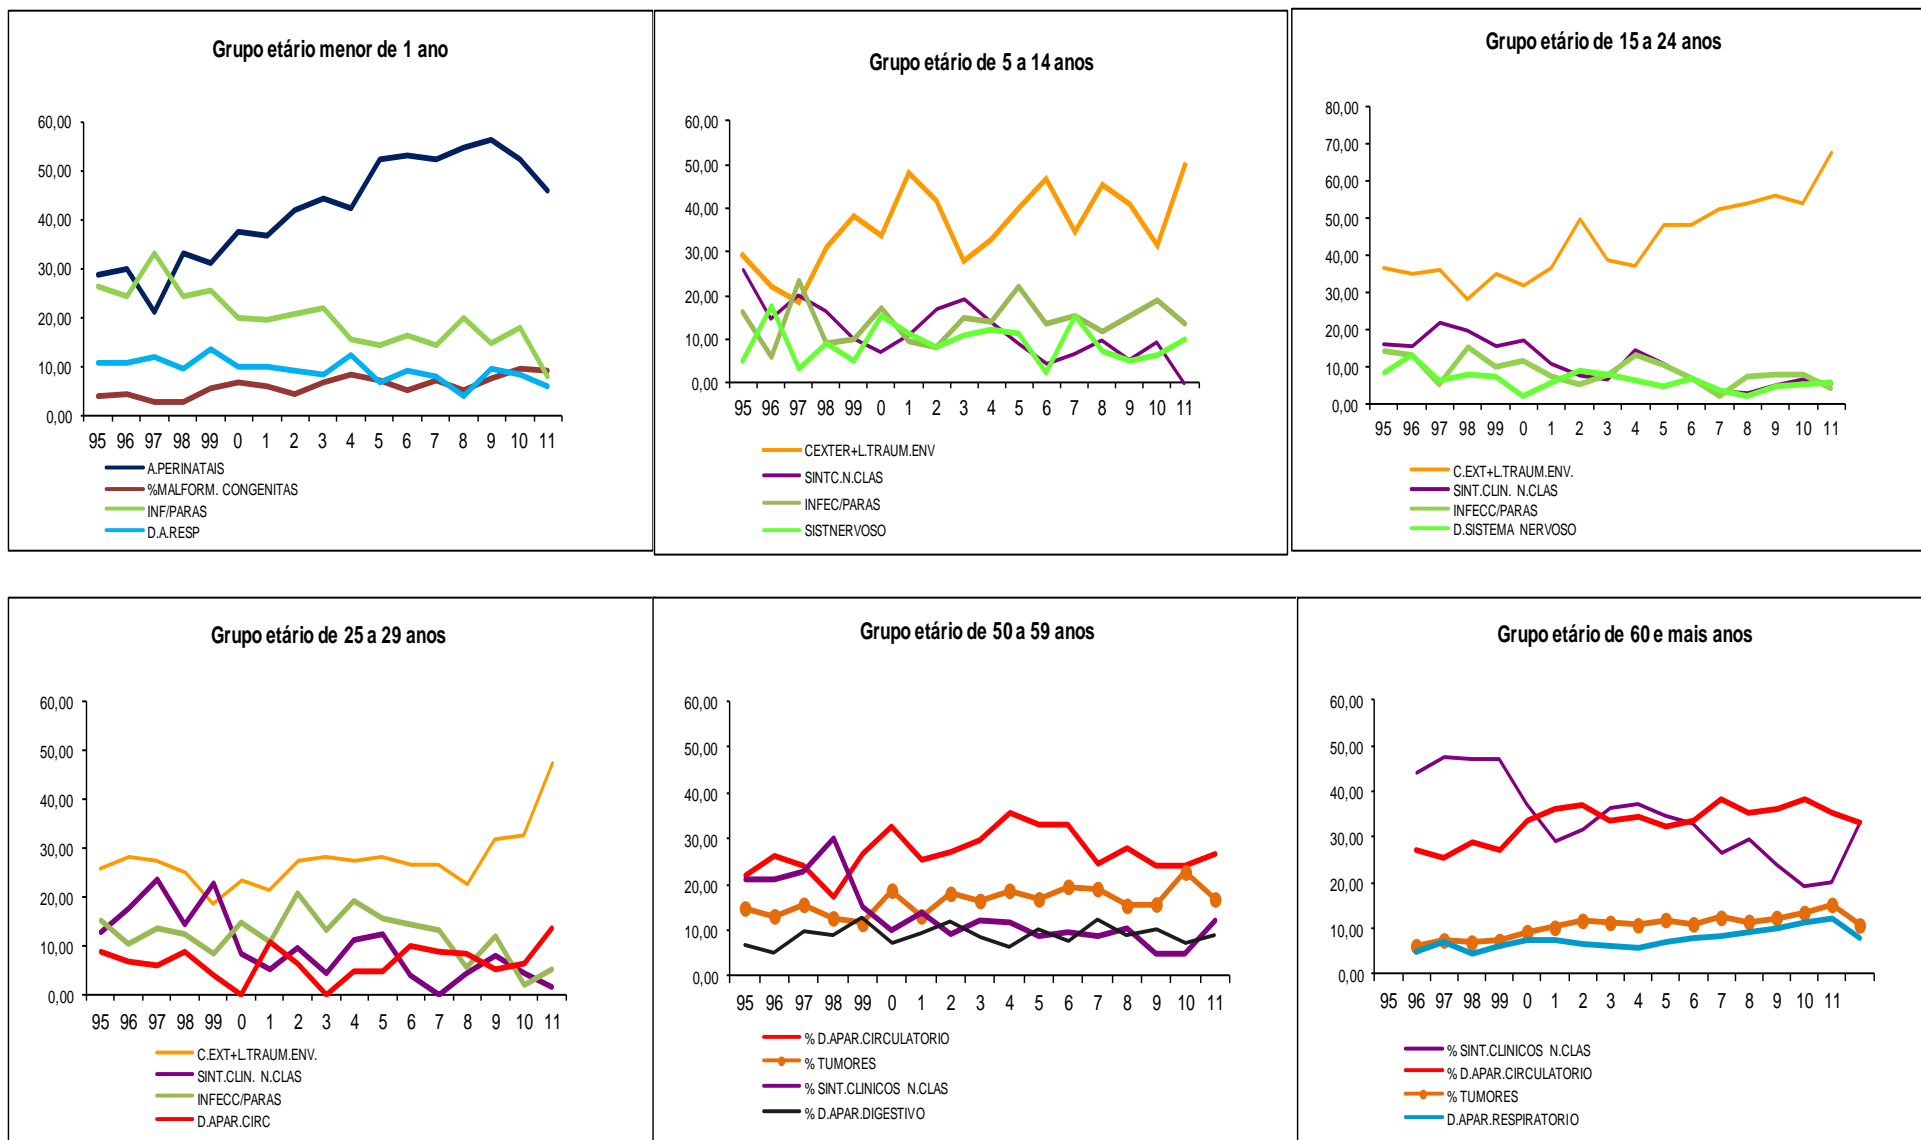 Grupo etário menor de 1 ano
60,00
50,00
40,00
30,00
20,00
10,00
0,00
95 96 97 98 99 0 1 2 3 4 5 6 7 8 9 10 11
A.PERINATAIS
%MALFORM. CONGENITAS
INF/PARAS
D.A.RESP
Grupo etário de 5 a 14 anos
60,00
50,00
40,00
30,00
20,00
10,00
0,00
95 96 97 98 99 0 1 2 3 4 5 6 7 8 9 10 11
CEXTER+L.TRAUM.ENV
SINTC.N.CLAS
INFEC/PARAS
SISTNERVOSO
Grupo etário de 15 a 24 anos
80,00
70,00
60,00
50,00
40,00
30,00
20,00
10,00
0,00
95 96 97 98 99 0 1 2 3 4 5 6 7 8 9 10 11
C.EXT+L.TRAUM.ENV.
SINT.CLIN. N.CLAS
INFECC/PARAS
D.SISTEMA NERVOSO
Grupo etário de 25 a 29 anos
60,00
50,00
40,00
30,00
20,00
10,00
0,00
95 96 97 98 99 0 1 2 3 4 5 6 7 8 9 10 11
C.EXT+L.TRAUM.ENV.
SINT.CLIN. N.CLAS
INFECC/PARAS
D.APAR.CIRC
Grupo etário de 50 a 59 anos
60,00
50,00
40,00
30,00
20,00
10,00
0,00
95 96 97 98 99 0 1 2 3 4 5 6 7 8 9 10 11
% D.APAR.CIRCULATORIO
% TUMORES
% SINT.CLINICOS N.CLAS
% D.APAR.DIGESTIVO
Grupo etário de 60 e mais anos
60,00
50,00
40,00
30,00
20,00
10,00
0,00
95 96 97 98 99 0 1 2 3 4 5 6 7 8 9 10 11
% SINT.CLINICOS N.CLAS
% D.APAR.CIRCULATORIO
% TUMORES
D.APAR.RESPIRATORIO